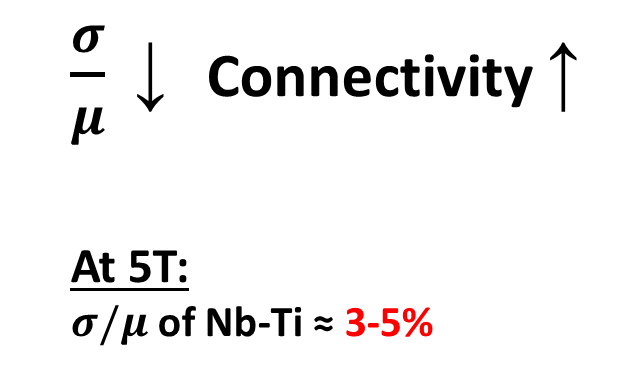 σ/μ ↓ Connectivity ↑
At 5T:
σ/μ of Nb-Ti ≈ 3-5%